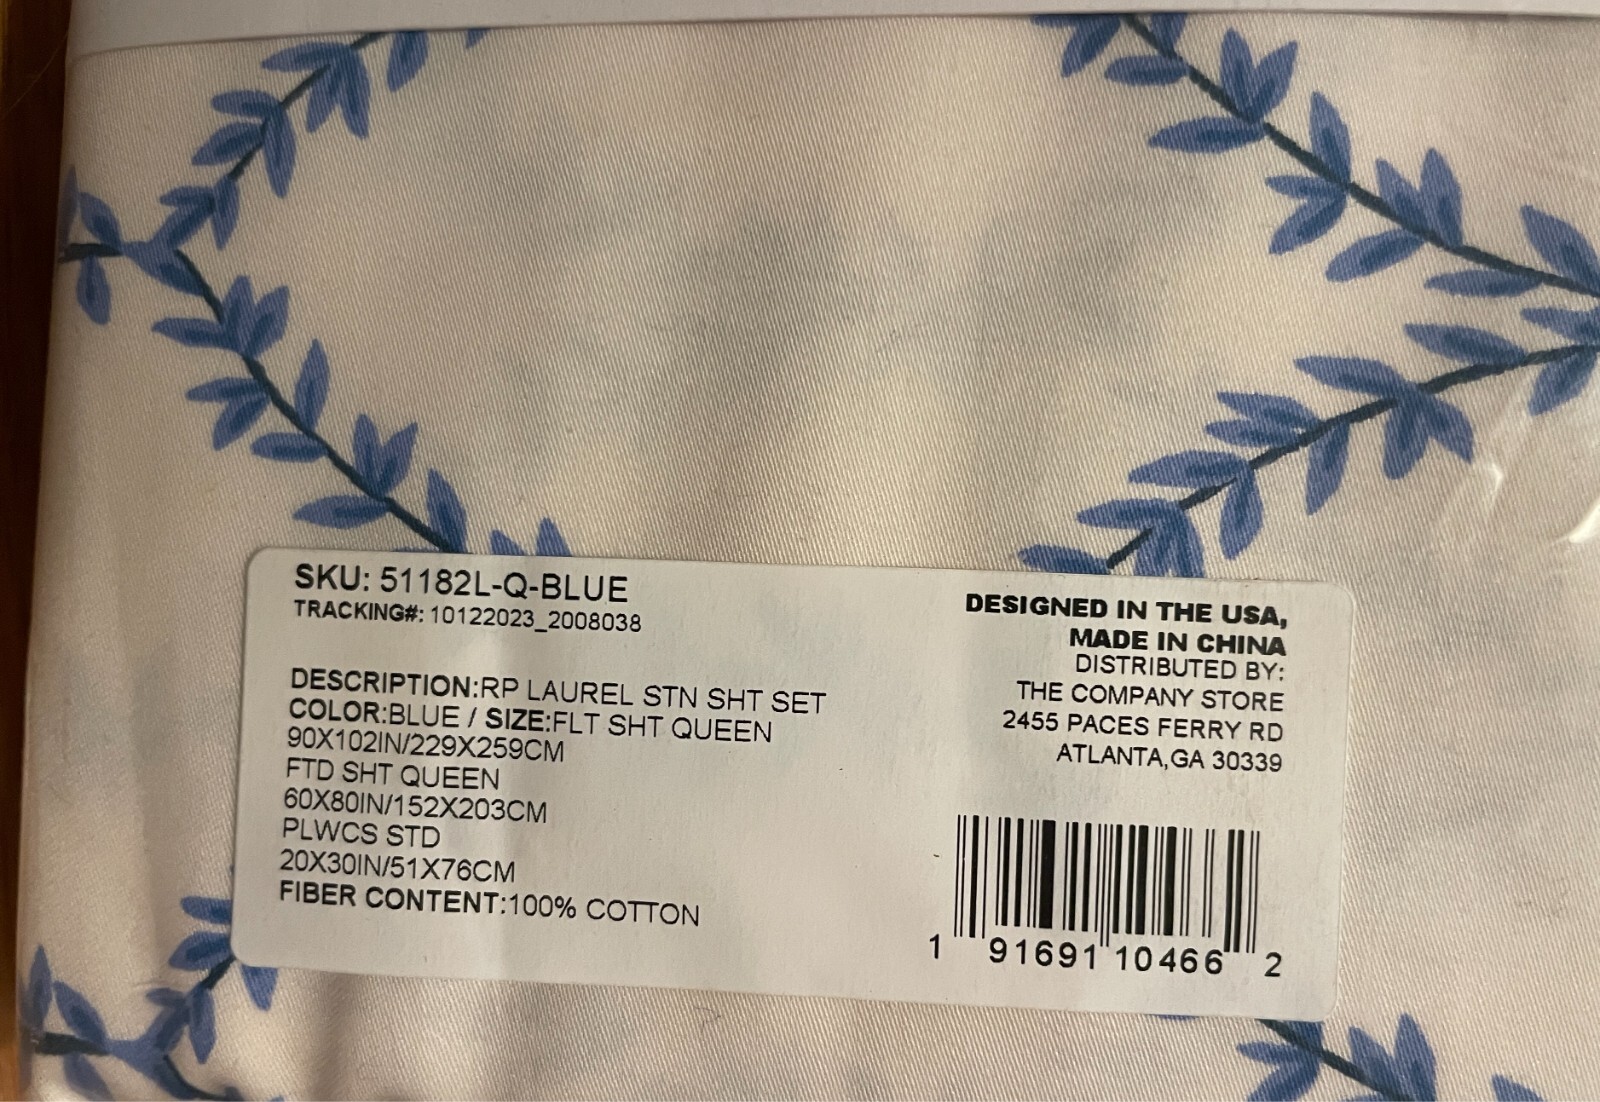 SKU: 51182L-Q-BLUE
TRACKING#: 10122023_2008038
DESCRIPTION:RP LAUREL STN SHT SET
COLOR:BLUE / SIZE:FLT SHT QUEEN
90X102IN/229X259CM
FTD SHT QUEEN
60X80IN/152X203CM
PLWCS STD
20X30IN/51X76CM
FIBER CONTENT:100% COTTON
DESIGNED IN THE USA,
MADE IN CHINA
DISTRIBUTED BY:
THE COMPANY STORE
2455 PACES FERRY RD
ATLANTA,GA 30339
1 91691 10466 2